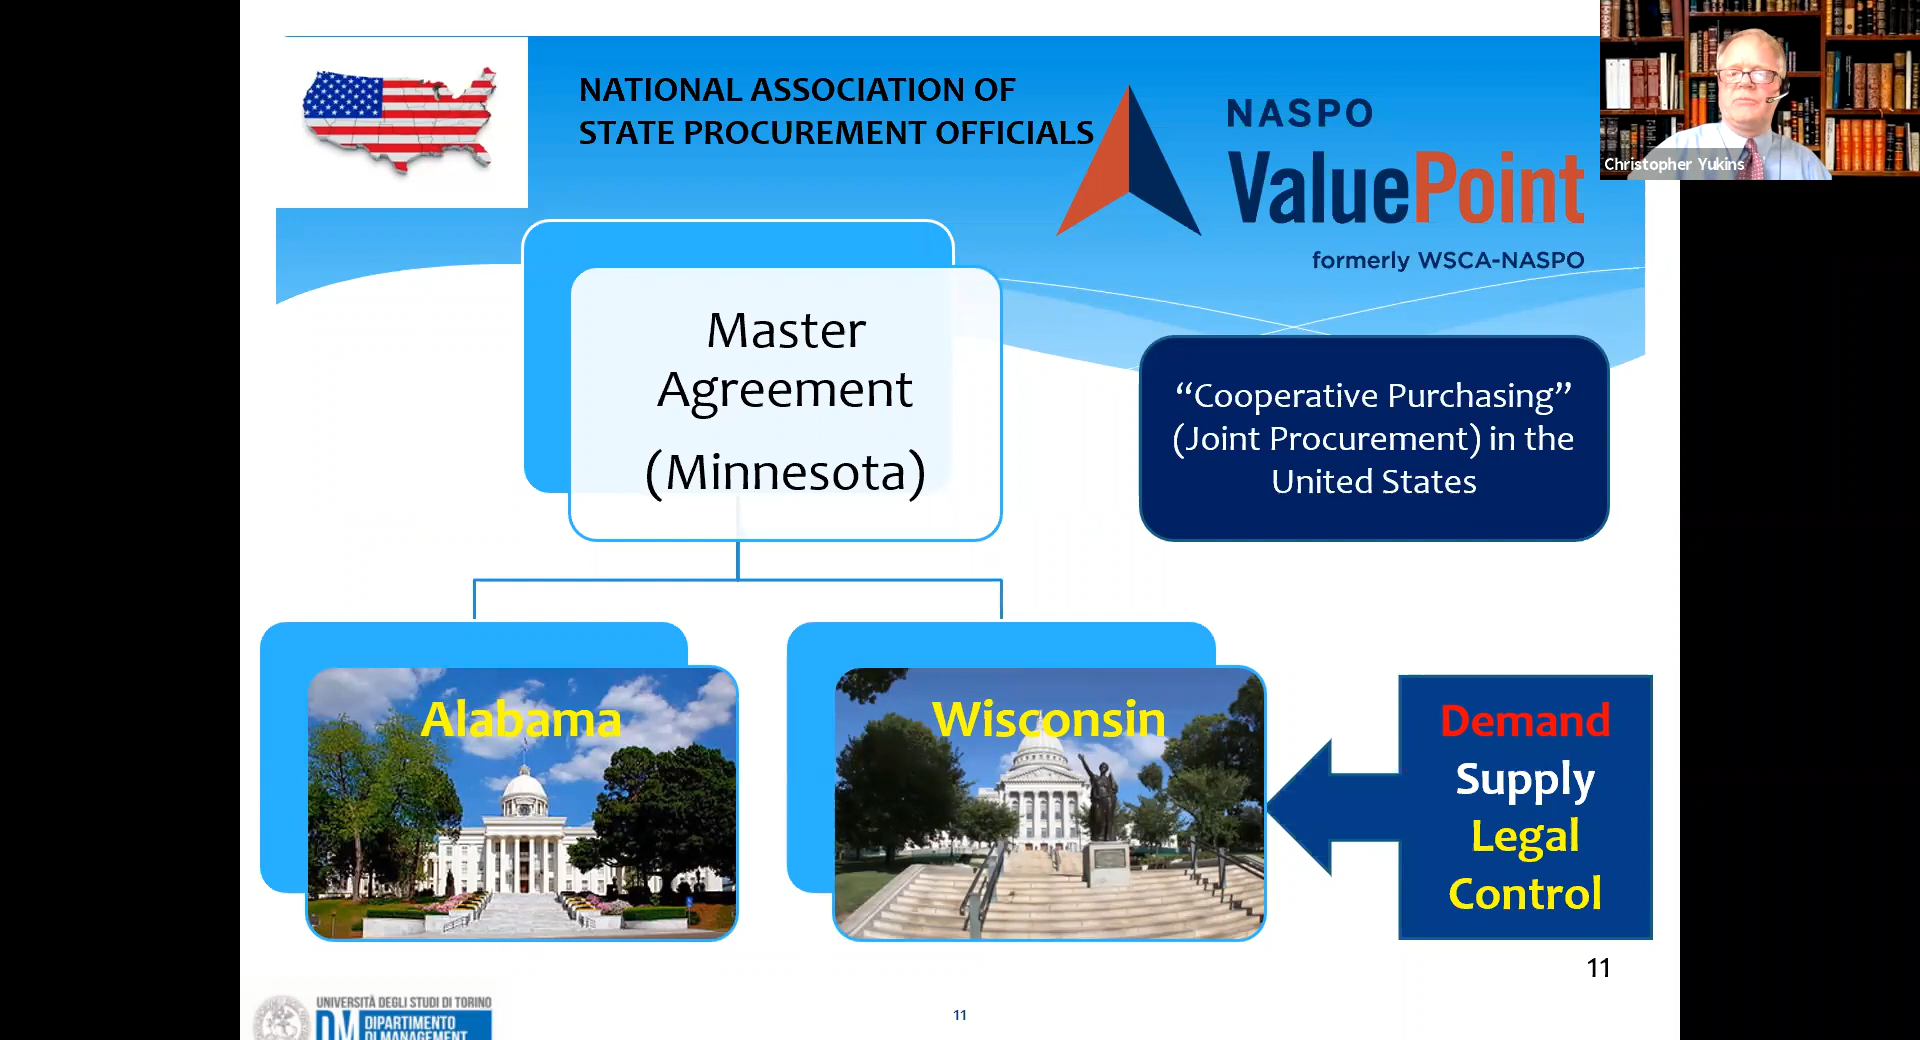 NATIONAL ASSOCIATION OF
STATE PROCUREMENT OFFICIALS
NASPO
ValuePoint
formerly WSCA-NASPO
Christopher Yukins
Master
Agreement
(Minnesota)
“Cooperative Purchasing”
(Joint Procurement) in the
United States
Alabama
Wisconsin
Demand
Supply
Legal
Control
11
11
UNIVERSITÀ DEGLI STUDI DI TORINO
DM
DIPARTIMENTO
DI MANAGEMENT